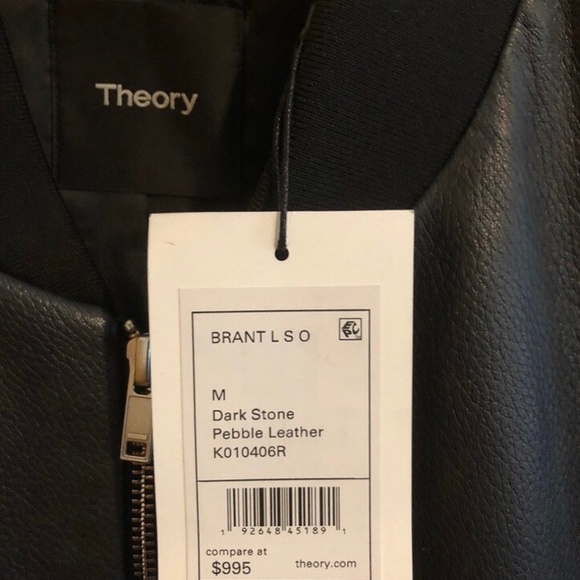 Theory
BRANT L S O
M
Dark Stone
Pebble Leather
K010406R
1 92648 45189 1
compare at
theory.com
$995